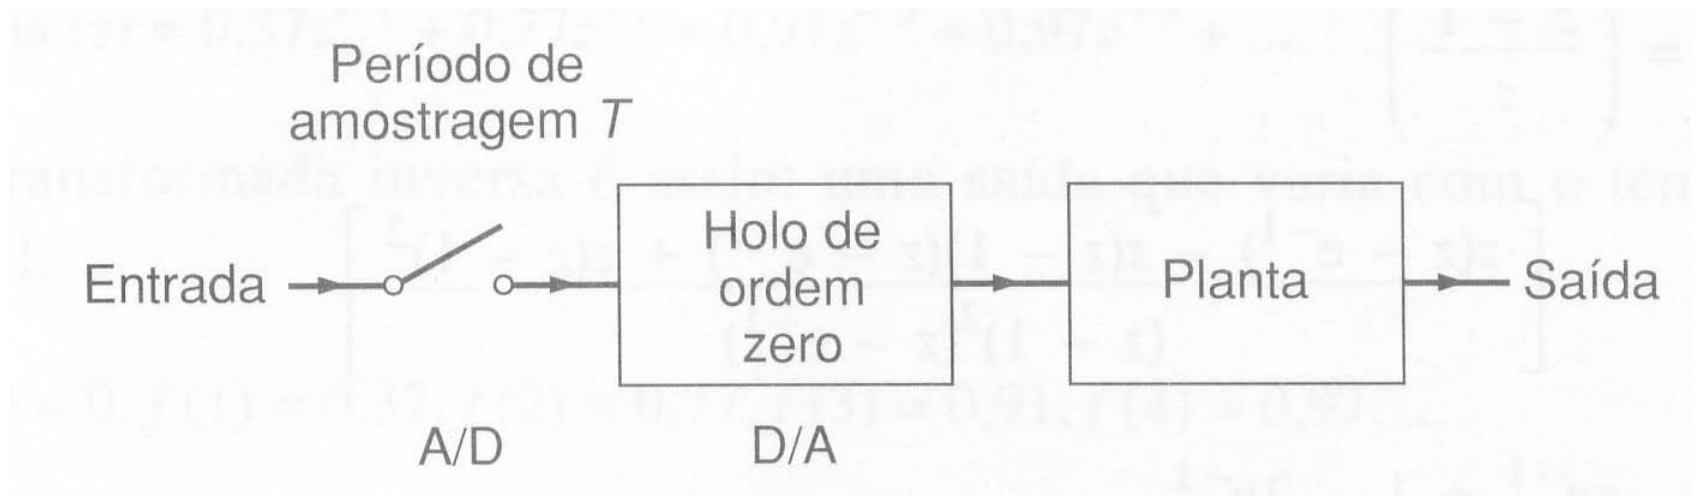 Período de
amostragem T
Entrada
Holo de
ordem
zero
Planta
Saída
A/D
D/A